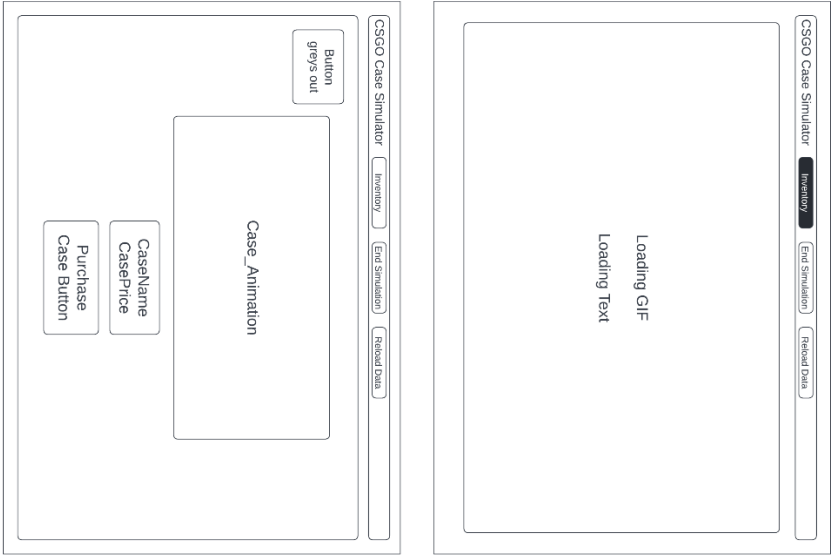 CSGO Case Simulator
Inventory
End Simulation
Reload Data
Button
greys out
Case_Animation
CaseName
CasePrice
Purchase
Case Button
CSGO Case Simulator
Inventory
End Simulation
Reload Data
Loading GIF
Loading Text